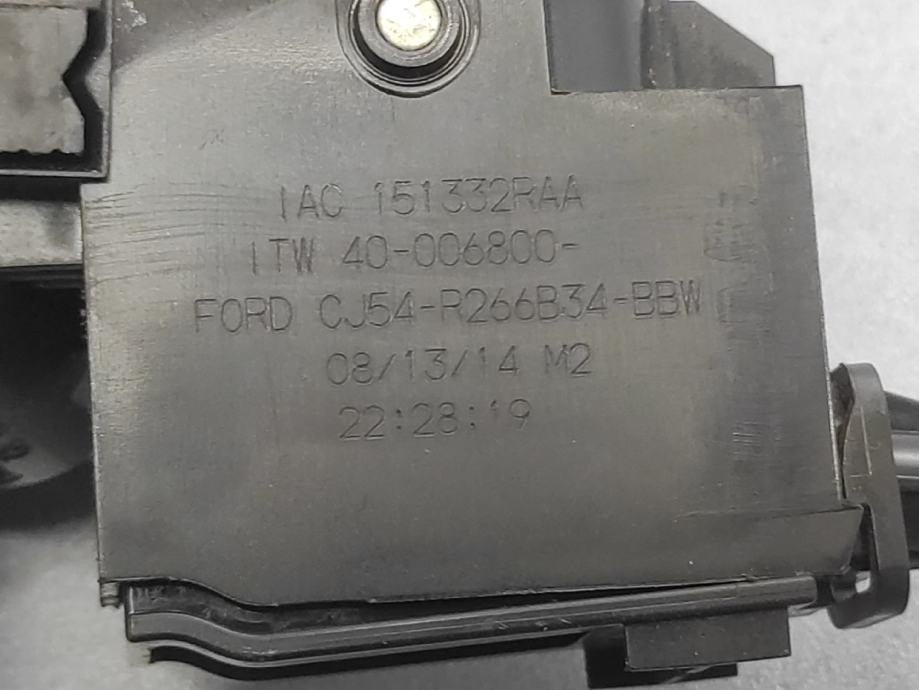 IAC 151332RAA
ITW 40-006800-
FORD CJ54-R266B34-BBW
08/13/14 M2
22:28:19